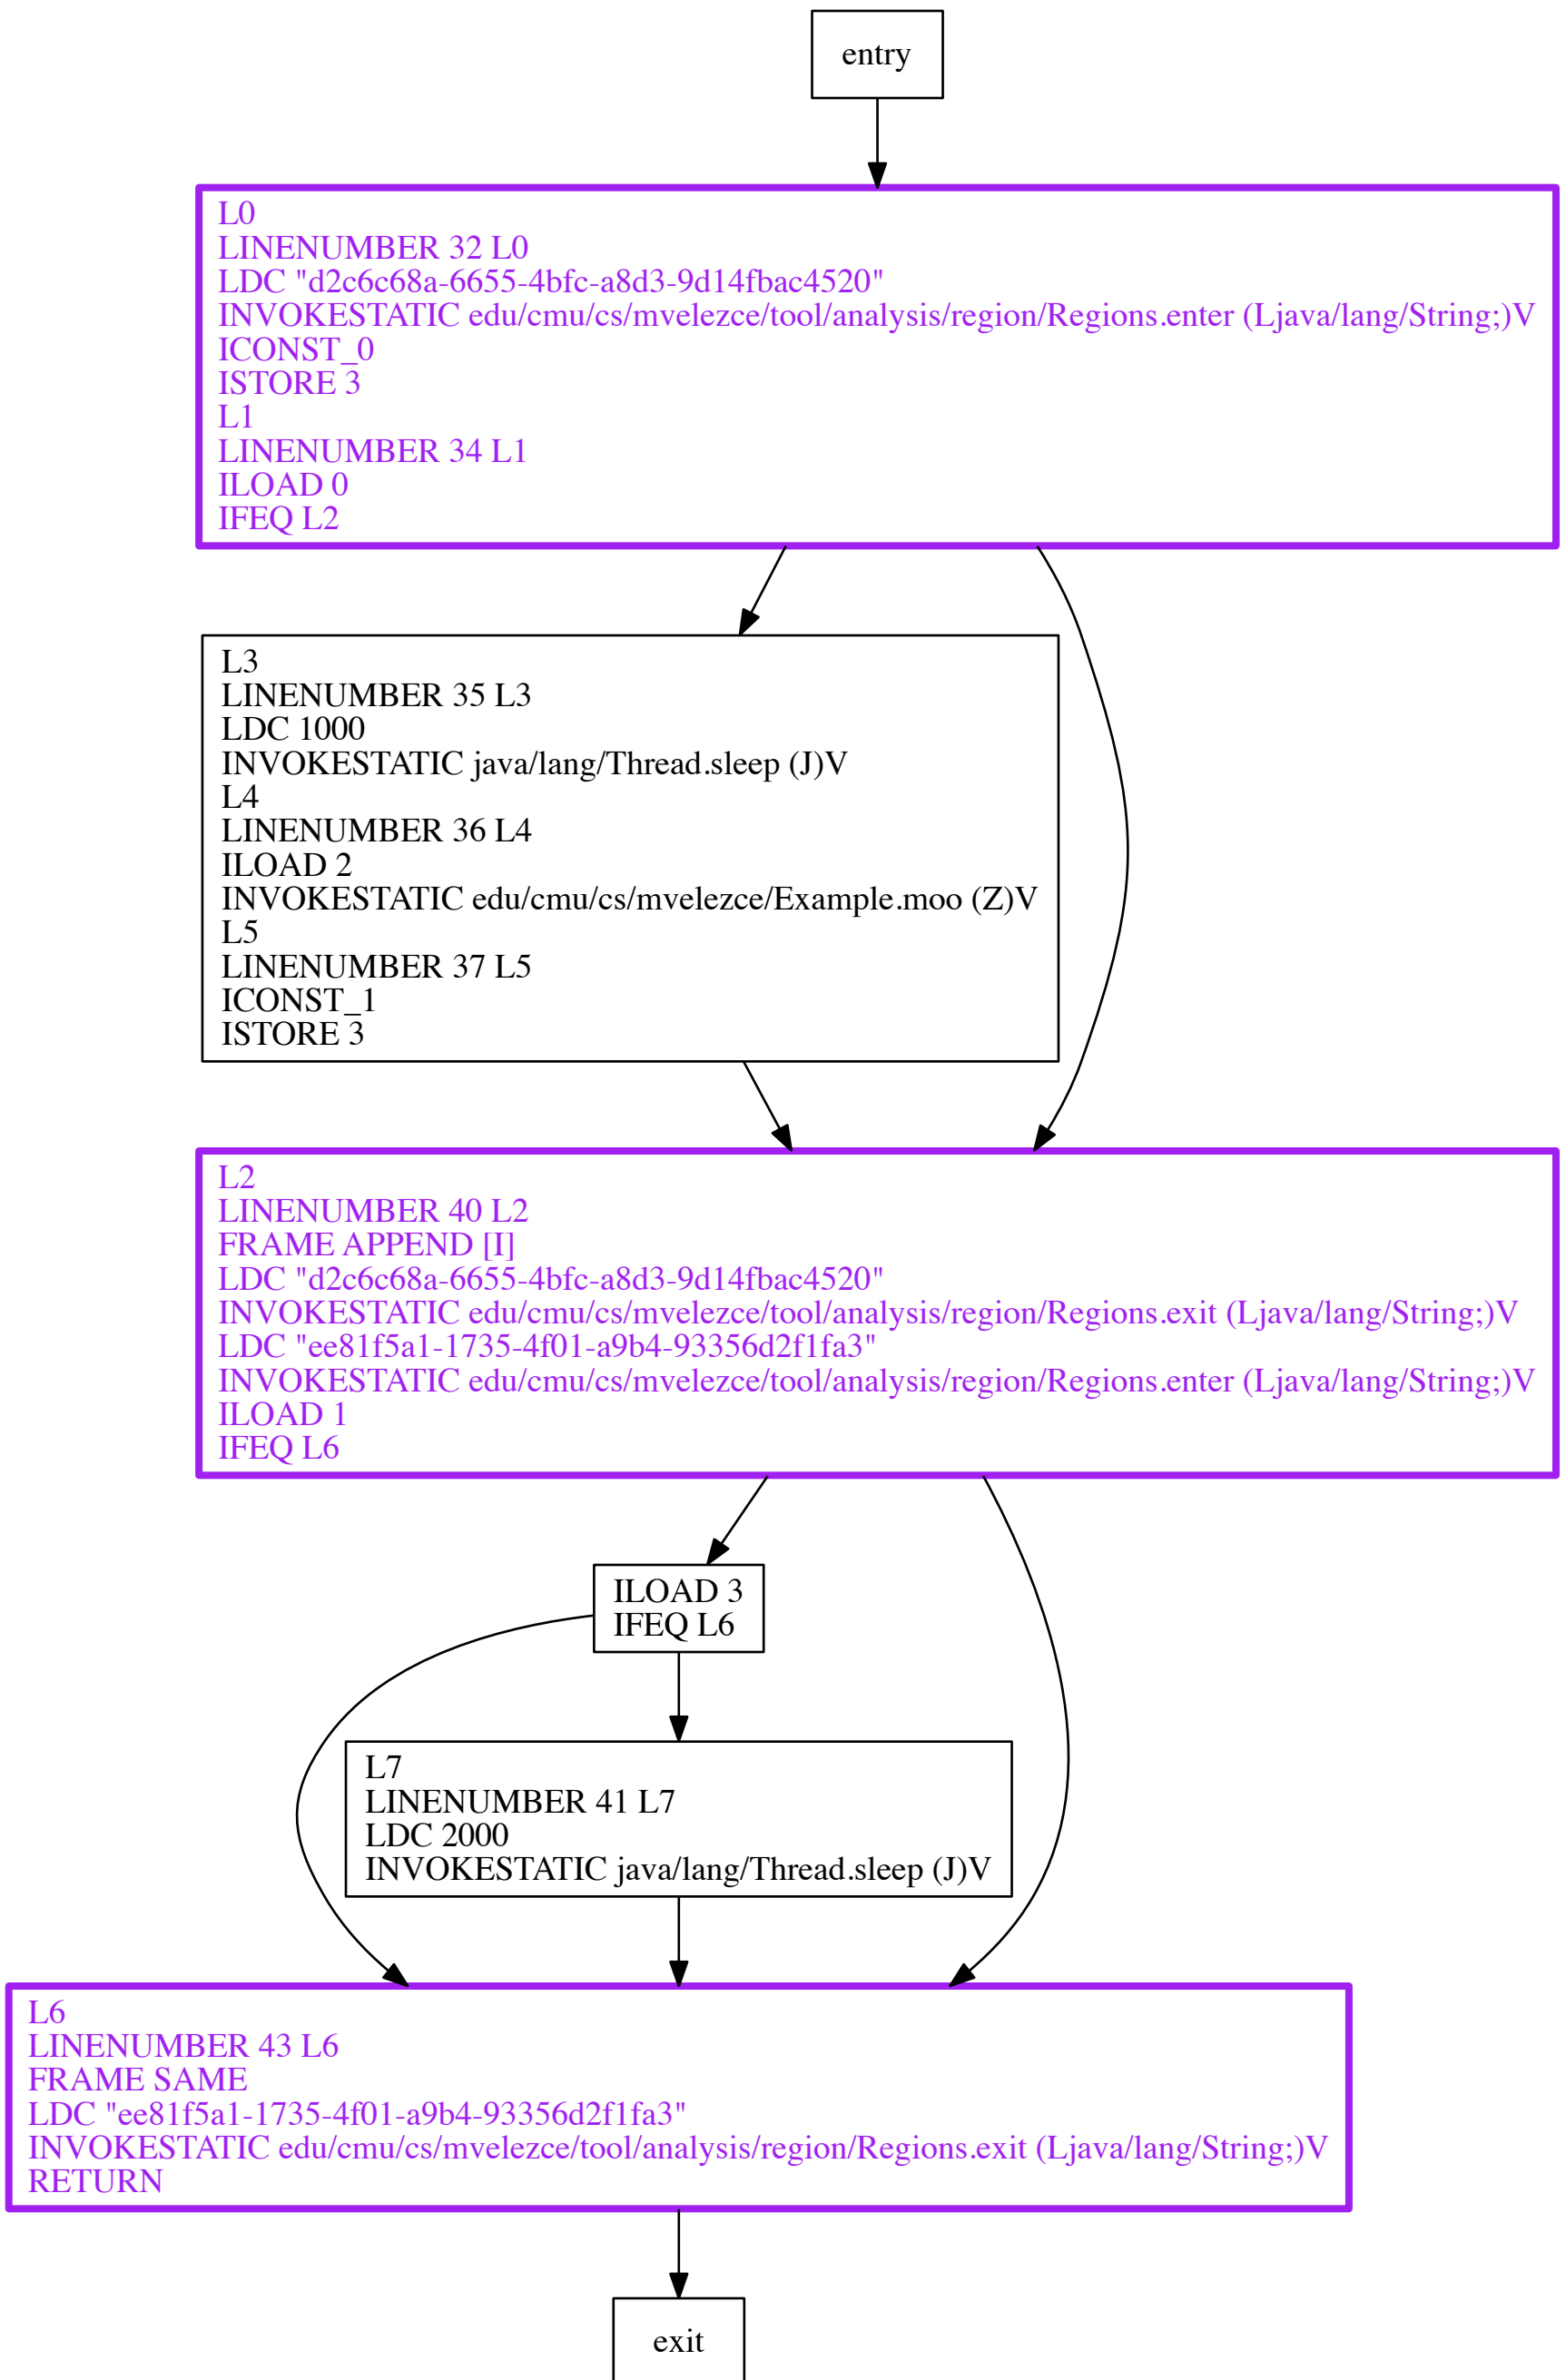 entry
L0
LINENUMBER 32 L0
LDC "d2c6c68a-6655-4bfc-a8d3-9d14fbac4520"
INVOKESTATIC edu/cmu/cs/mvelezce/tool/analysis/region/Regions.enter (Ljava/lang/String;)V
ICONST_0
ISTORE 3
L1
LINENUMBER 34 L1
ILOAD 0
IFEQ L2
L3
LINENUMBER 35 L3
LDC 1000
INVOKESTATIC java/lang/Thread.sleep (J)V
L4
LINENUMBER 36 L4
ILOAD 2
INVOKESTATIC edu/cmu/cs/mvelezce/Example.moo (Z)V
L5
LINENUMBER 37 L5
ICONST_1
ISTORE 3
L2
LINENUMBER 40 L2
FRAME APPEND [I]
LDC "d2c6c68a-6655-4bfc-a8d3-9d14fbac4520"
INVOKESTATIC edu/cmu/cs/mvelezce/tool/analysis/region/Regions.exit (Ljava/lang/String;)V
LDC "ee81f5a1-1735-4f01-a9b4-93356d2f1fa3"
INVOKESTATIC edu/cmu/cs/mvelezce/tool/analysis/region/Regions.enter (Ljava/lang/String;)V
ILOAD 1
IFEQ L6
ILOAD 3
IFEQ L6
L7
LINENUMBER 41 L7
LDC 2000
INVOKESTATIC java/lang/Thread.sleep (J)V
L6
LINENUMBER 43 L6
FRAME SAME
LDC "ee81f5a1-1735-4f01-a9b4-93356d2f1fa3"
INVOKESTATIC edu/cmu/cs/mvelezce/tool/analysis/region/Regions.exit (Ljava/lang/String;)V
RETURN
exit